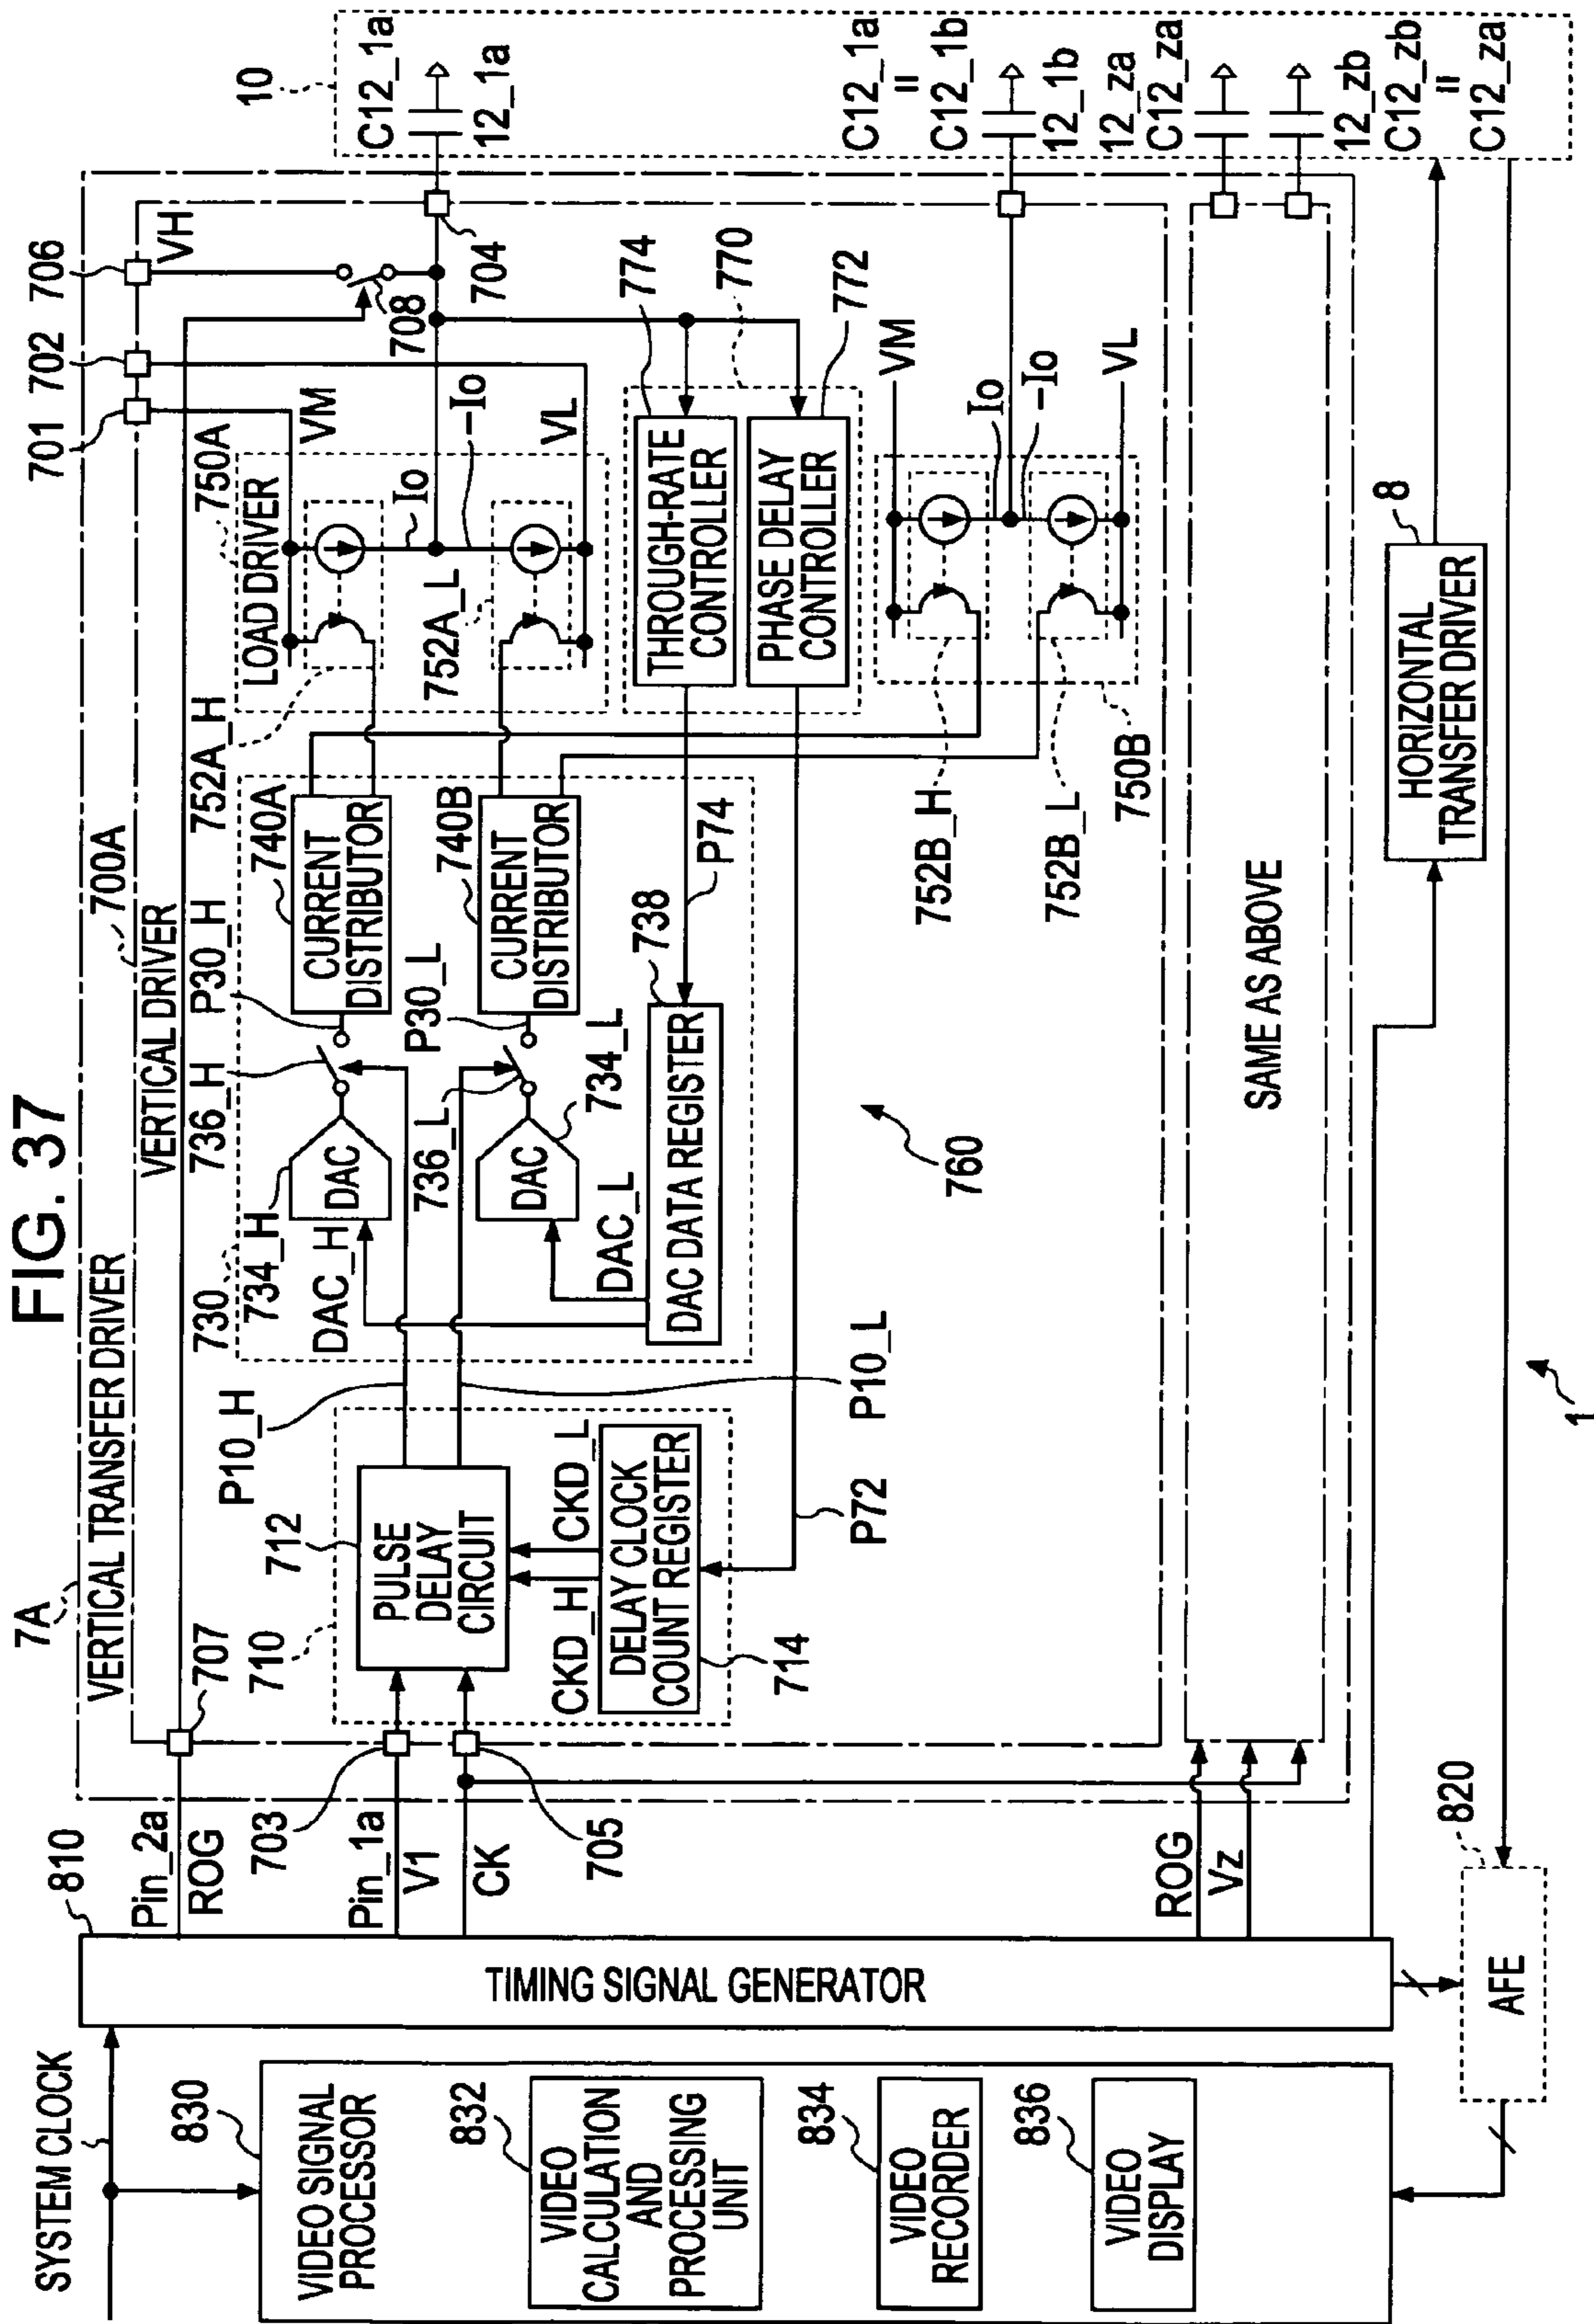 FIG. 37
7A
VERTICAL TRANSFER DRIVER
VERTICAL DRIVER
700A
701
702
706
VH
10
C12_1a
12_1a
810
Pin_2a
ROG
707
SYSTEM CLOCK
830
VIDEO SIGNAL
PROCESSOR
832
VIDEO
CALCULATION
AND
PROCESSING
UNIT
834
VIDEO
RECORDER
836
VIDEO
DISPLAY
TIMING SIGNAL GENERATOR
Pin_1a
V1
703
CK
705
710
712
PULSE
DELAY
CIRCUIT
CKD_H
CKD_L
DELAY CLOCK
COUNT REGISTER
714
P10_H
P10_L
P72
730
734_H
DAC
DAC_H
736_H
P30_H
740A
CURRENT
DISTRIBUTOR
736_L
DAC
734_L
DAC_L
P30_L
740B
CURRENT
DISTRIBUTOR
DAC DATA REGISTER
738
P74
752A_H
750A
LOAD DRIVER
VM
Io
752A_L
-Io
VL
708
704
774
THROUGH-RATE
CONTROLLER
770
PHASE DELAY
CONTROLLER
772
760
VM
Io
-Io
VL
752B_H
752B_L
750B
C12_1a
=
C12_1b
12_1b
12_za
C12_za
12_zb
C12_zb
=
C12_za
ROG
Vz
SAME AS ABOVE
8
HORIZONTAL
TRANSFER DRIVER
820
AFE
1